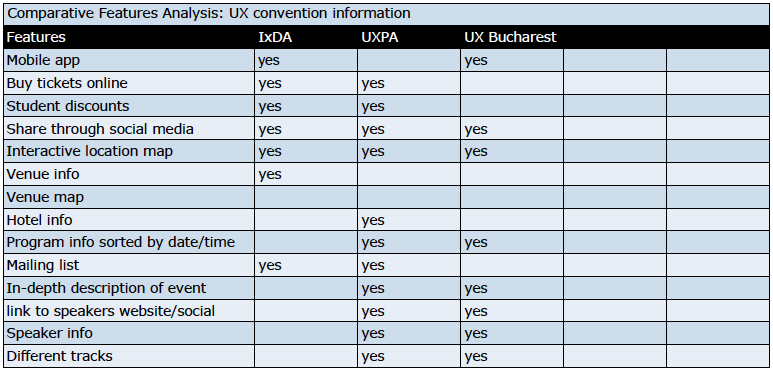 Comparative Features Analysis: UX convention information
Features IxDA UXPA UX Bucharest
Mobile app yes yes
Buy tickets online yes yes
Student discounts yes yes
Share through social media yes yes yes
Interactive location map yes yes yes
Venue info yes
Venue map
Hotel info yes
Program info sorted by date/time yes yes
Mailing list yes yes
In-depth description of event yes yes
link to speakers website/social yes yes
Speaker info yes yes
Different tracks yes yes